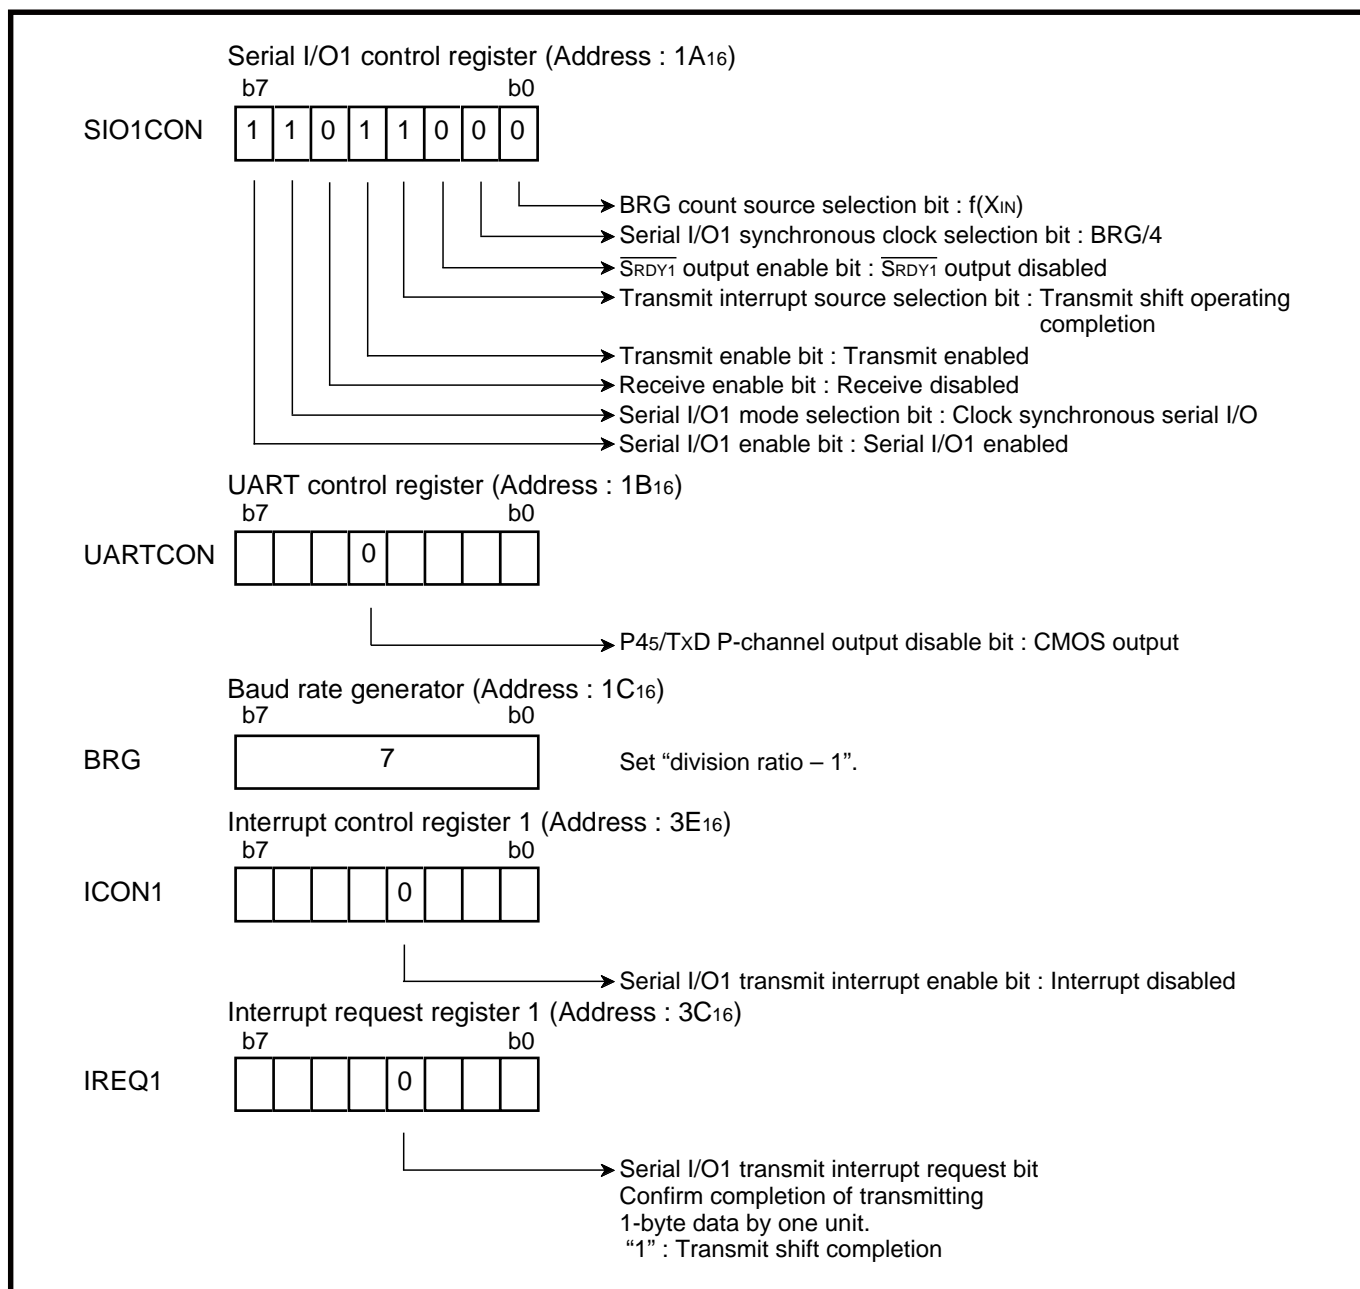 Serial I/O1 control register (Address : 1A16)
b7 b0
SIO1CON 1 1 0 1 1 0 0 0
BRG count source selection bit : f(XIN)
Serial I/O1 synchronous clock selection bit : BRG/4
SRDY1 output enable bit : SRDY1 output disabled
Transmit interrupt source selection bit : Transmit shift operating
completion
Transmit enable bit : Transmit enabled
Receive enable bit : Receive disabled
Serial I/O1 mode selection bit : Clock synchronous serial I/O
Serial I/O1 enable bit : Serial I/O1 enabled
UART control register (Address : 1B16)
b7 b0
UARTCON 0
P45/TXD P-channel output disable bit : CMOS output
Baud rate generator (Address : 1C16)
b7 b0
BRG 7 Set “division ratio – 1”.
Interrupt control register 1 (Address : 3E16)
b7 b0
ICON1 0
Serial I/O1 transmit interrupt enable bit : Interrupt disabled
Interrupt request register 1 (Address : 3C16)
b7 b0
IREQ1 0
Serial I/O1 transmit interrupt request bit
Confirm completion of transmitting
1-byte data by one unit.
“1” : Transmit shift completion